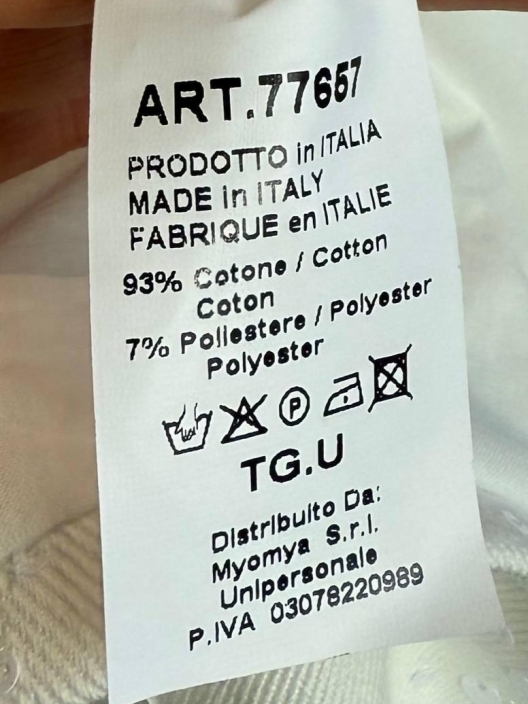 ART.77657
PRODOTTO in ITALIA
MADE in ITALY
FABRIQUE en ITALIE
93% Cotone / Cotton
Coton
7% Poliestere / Polyester
Polyester
P
TG.U
Distribuito Da:
Myomya S.r.l.
Unipersonale
P.IVA 03078220989